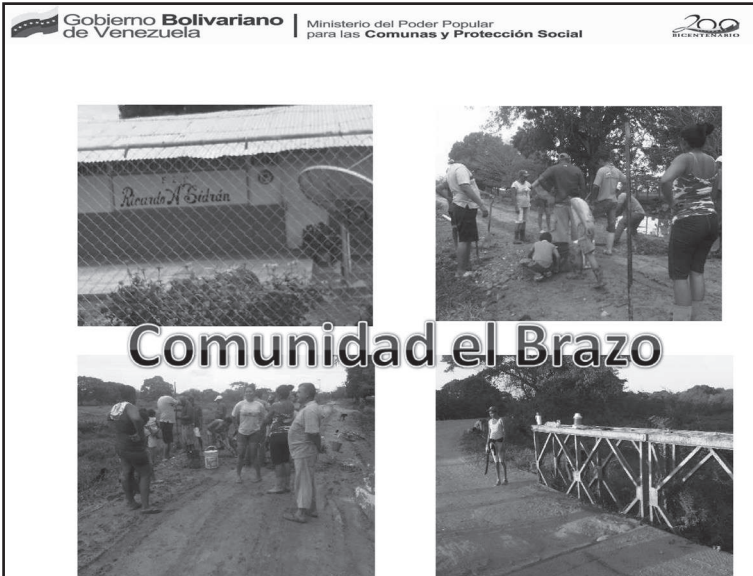 Gobierno Bolivariano
de Venezuela
Ministerio del Poder Popular
para las Comunas y Protección Social
200
BICENTENARIO
Ricardo A Sidrán
Comunidad el Brazo